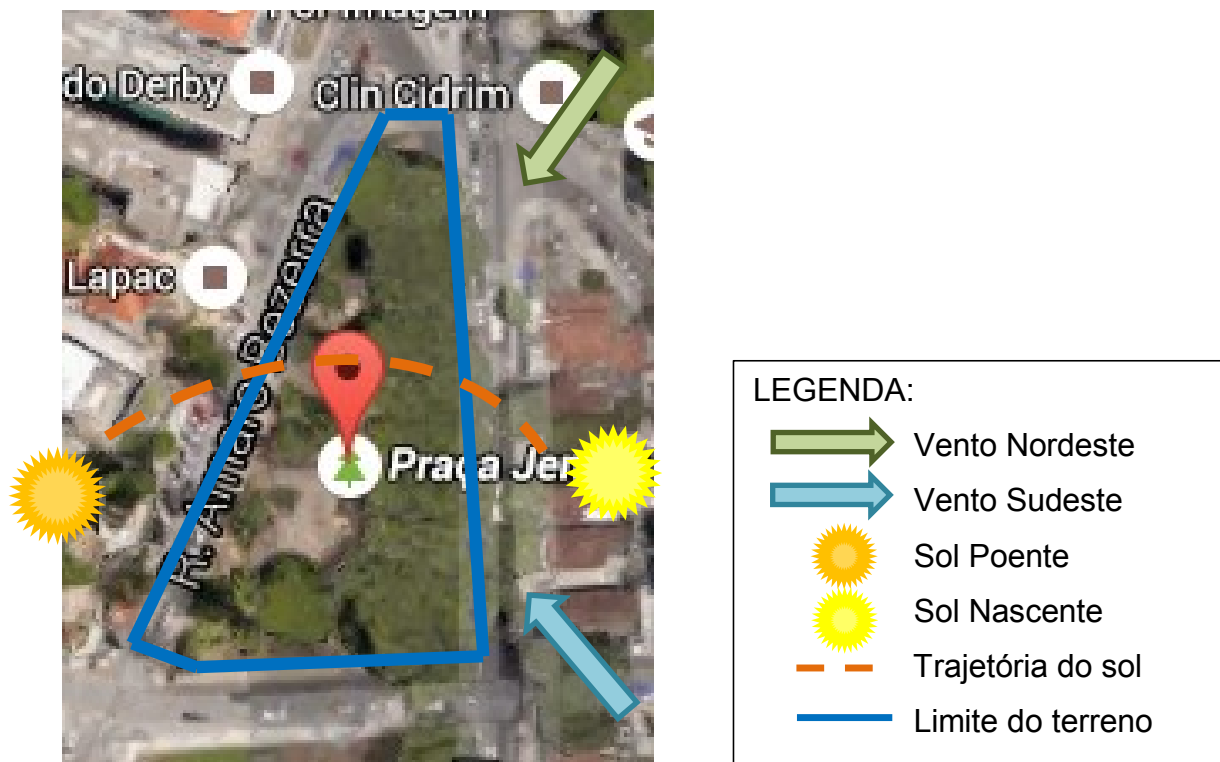 do Derby
Clin Cidrim
Lapac
R. Amaro Bezerra
Praça Jer
LEGENDA:
Vento Nordeste
Vento Sudeste
Sol Poente
Sol Nascente
Trajetória do sol
Limite do terreno